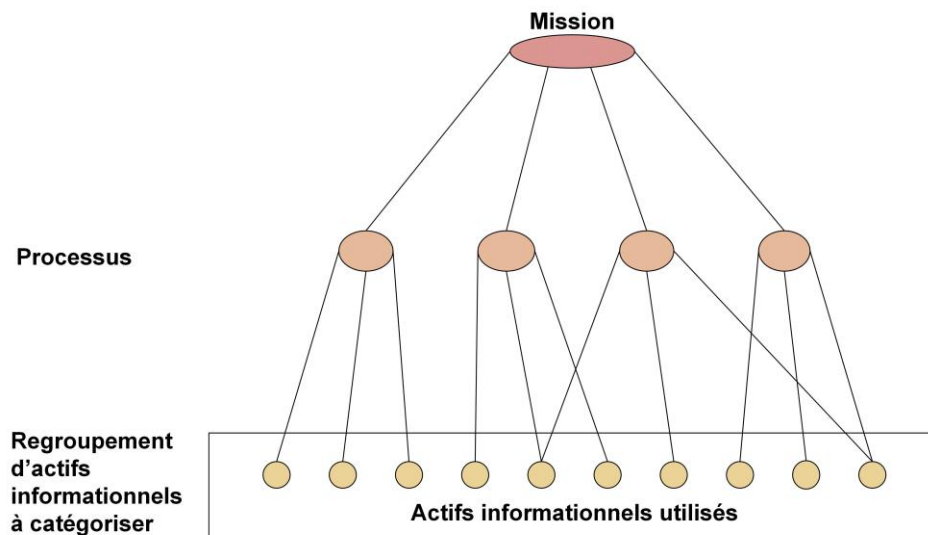 Mission
Processus
Regroupement
d'actifs
informationnels
à catégoriser
Actifs informationnels utilisés